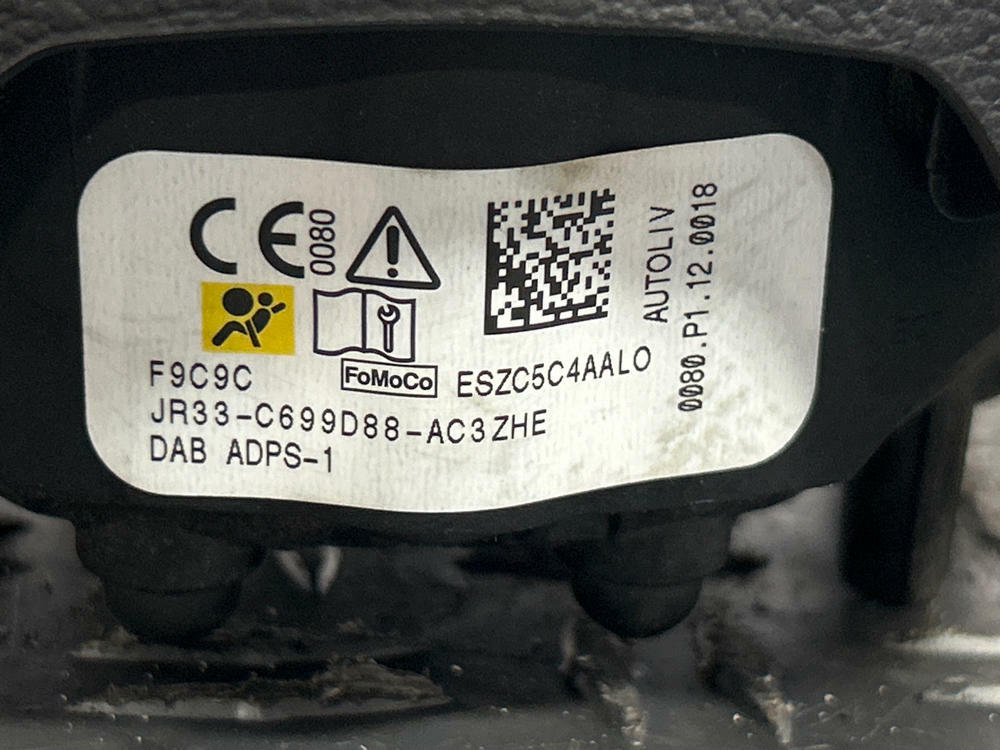 CE 0080
F9C9C
FoMoCo
ESZC5C4AALO
JR33-C699D88-AC3ZHE
DAB ADPS-1
AUTOLIV
0080.P1.12.0018